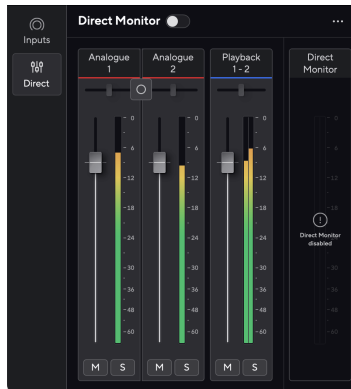 Inputs
Direct
Direct Monitor
...
Analogue
1
Analogue
2
Playback
1 - 2
Direct
Monitor
0
6
-12
-18
-24
-30
-36
-48
-60
0
6
-12
-18
-24
-30
-36
-48
-60
0
6
-12
-18
-24
-30
-36
-48
-60
0
6
-12
-18
-24
-30
-36
-48
-60
Direct Monitor
disabled
M S
M S
M S